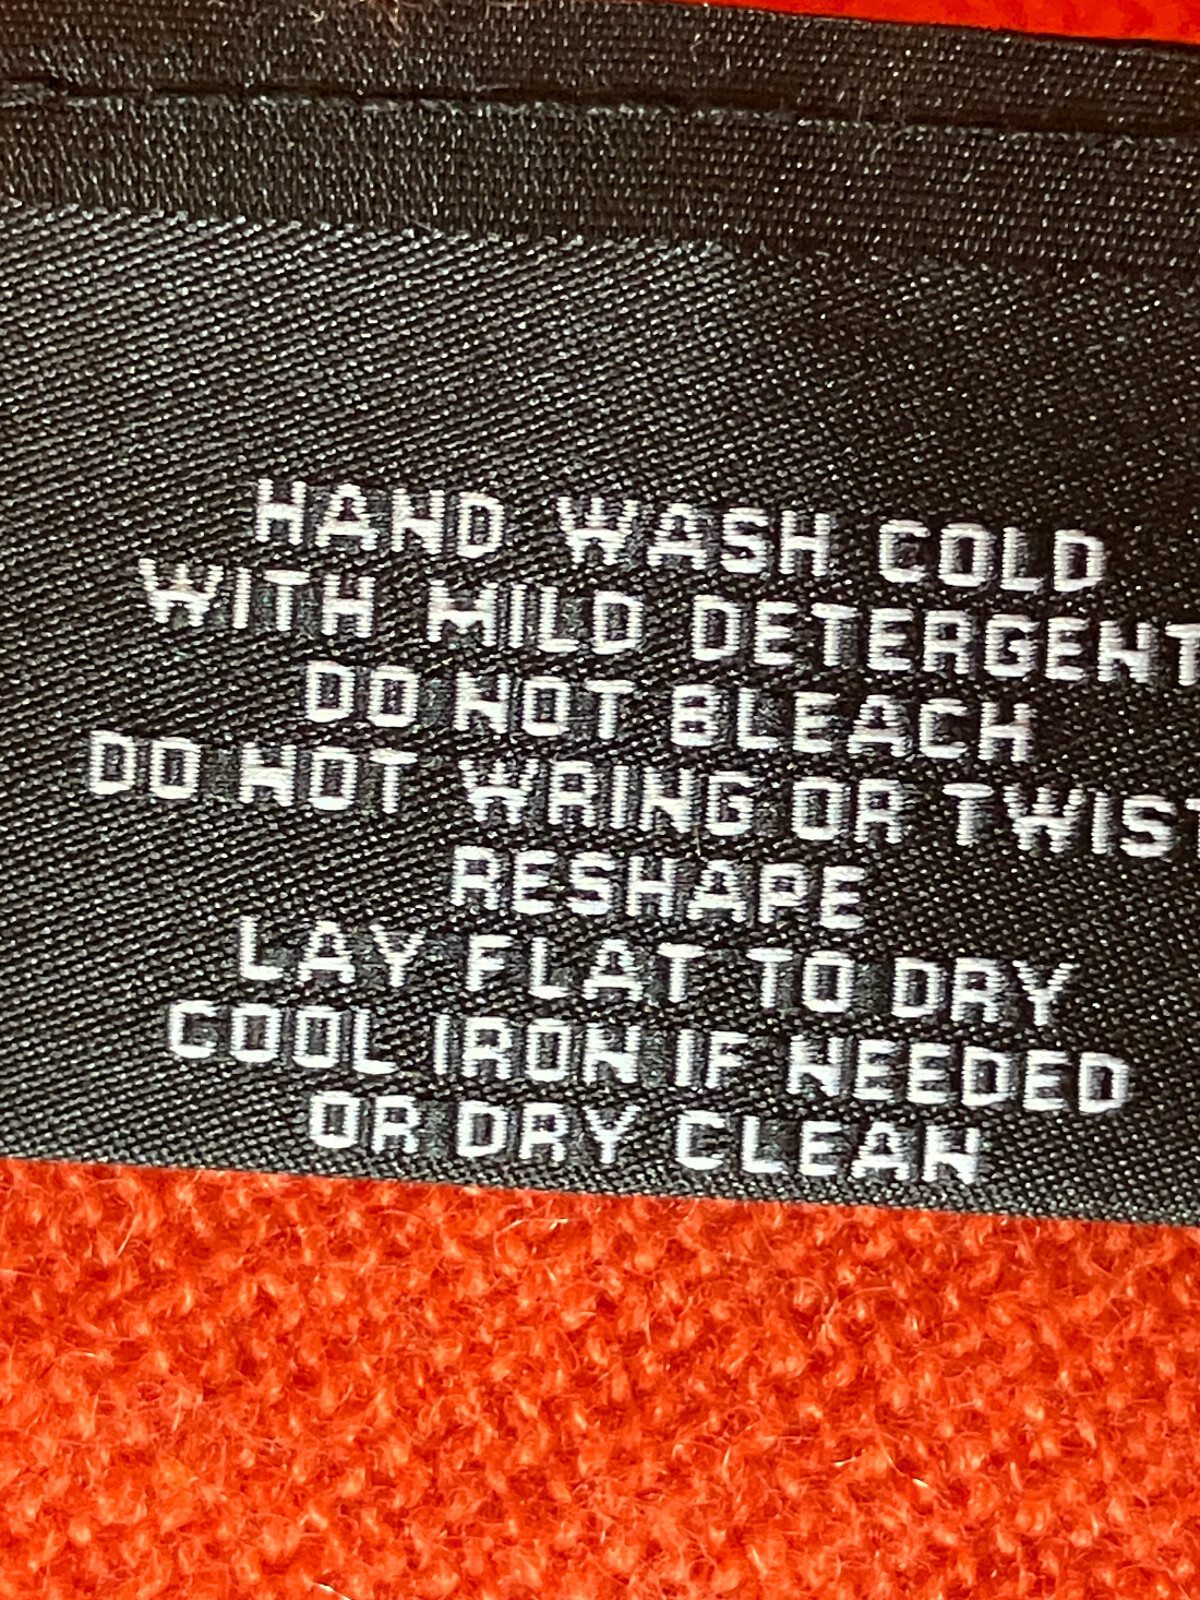 HAND WASH COLD
WITH MILD DETERGENT
DO NOT BLEACH
DO NOT WRING OR TWIST
RESHAPE
LAY FLAT TO DRY
COOL IRON IF NEEDED
OR DRY CLEAN